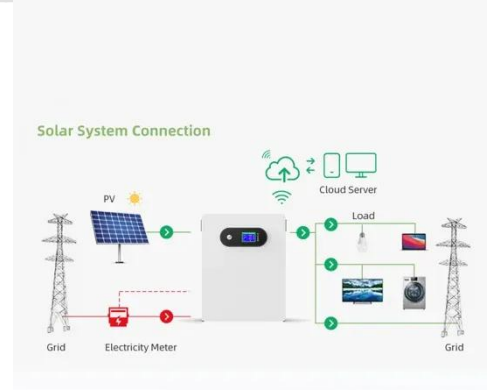 Solar System Connection
Cloud Server
PV
Load
Grid
Electricity Meter
Grid